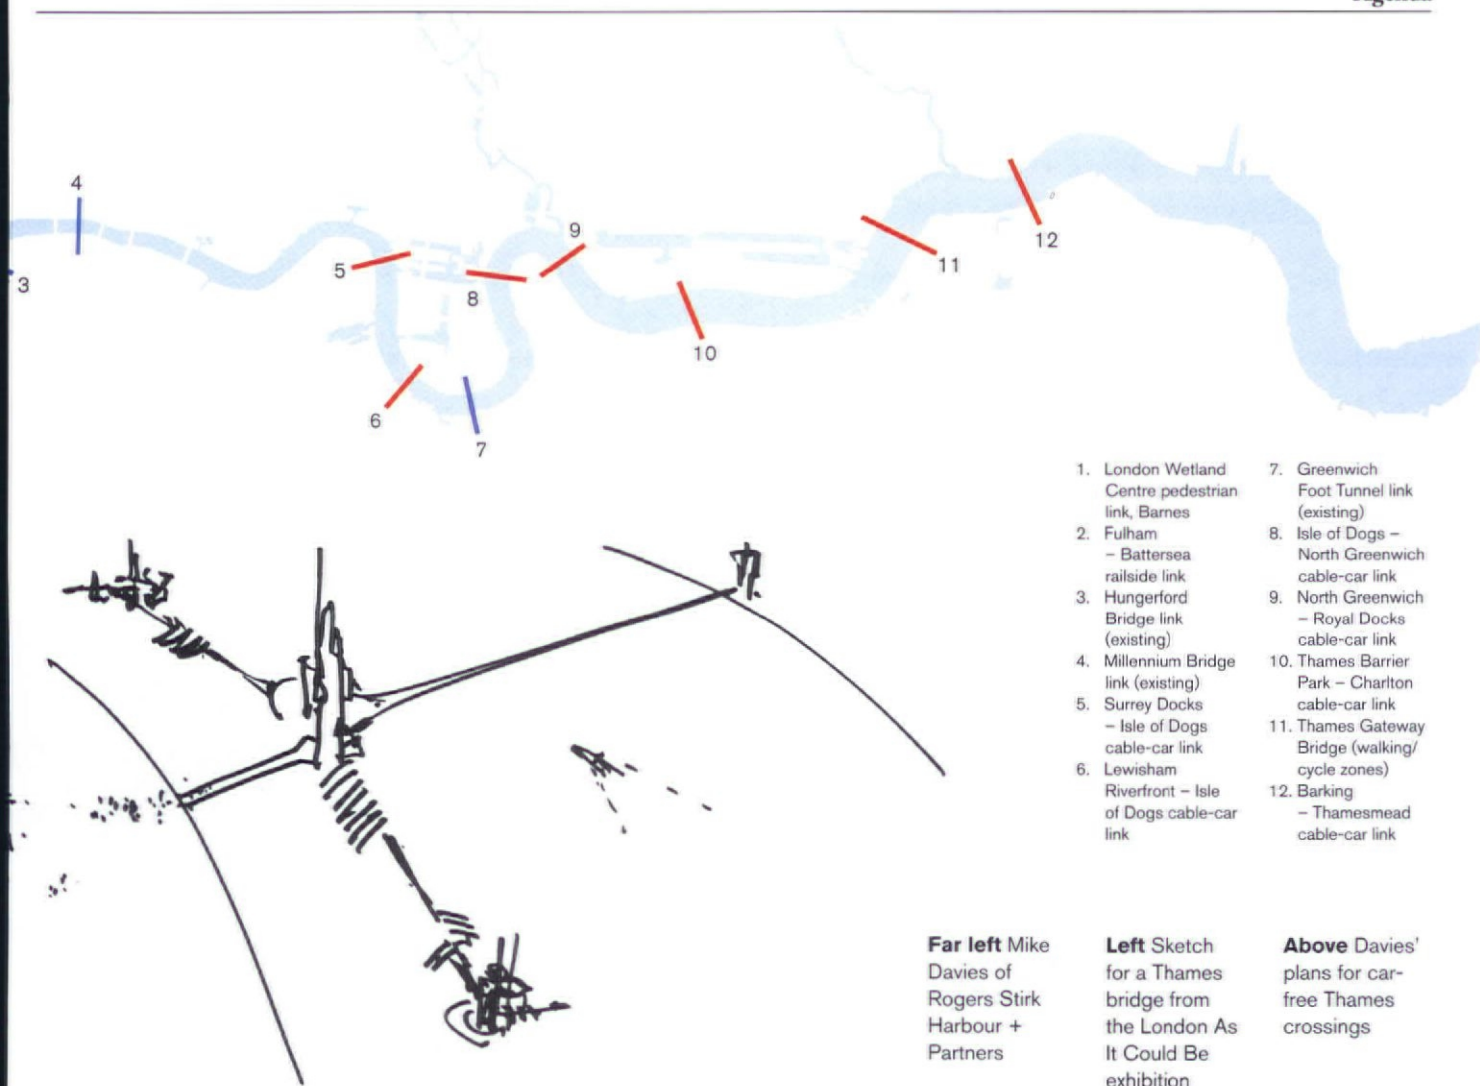 Agenda
4
9
5
3
8
12
11
10
6
7
1. London Wetland
Centre pedestrian
link, Barnes
2. Fulham
– Battersea
railside link
3. Hungerford
Bridge link
(existing)
4. Millennium Bridge
link (existing)
5. Surrey Docks
– Isle of Dogs
cable-car link
6. Lewisham
Riverfront – Isle
of Dogs cable-car
link
7. Greenwich
Foot Tunnel link
(existing)
8. Isle of Dogs –
North Greenwich
cable-car link
9. North Greenwich
– Royal Docks
cable-car link
10. Thames Barrier
Park – Charlton
cable-car link
11. Thames Gateway
Bridge (walking/
cycle zones)
12. Barking
– Thamesmead
cable-car link
Far left Mike
Davies of
Rogers Stirk
Harbour +
Partners
Left Sketch
for a Thames
bridge from
the London As
It Could Be
exhibition
Above Davies'
plans for car-
free Thames
crossings